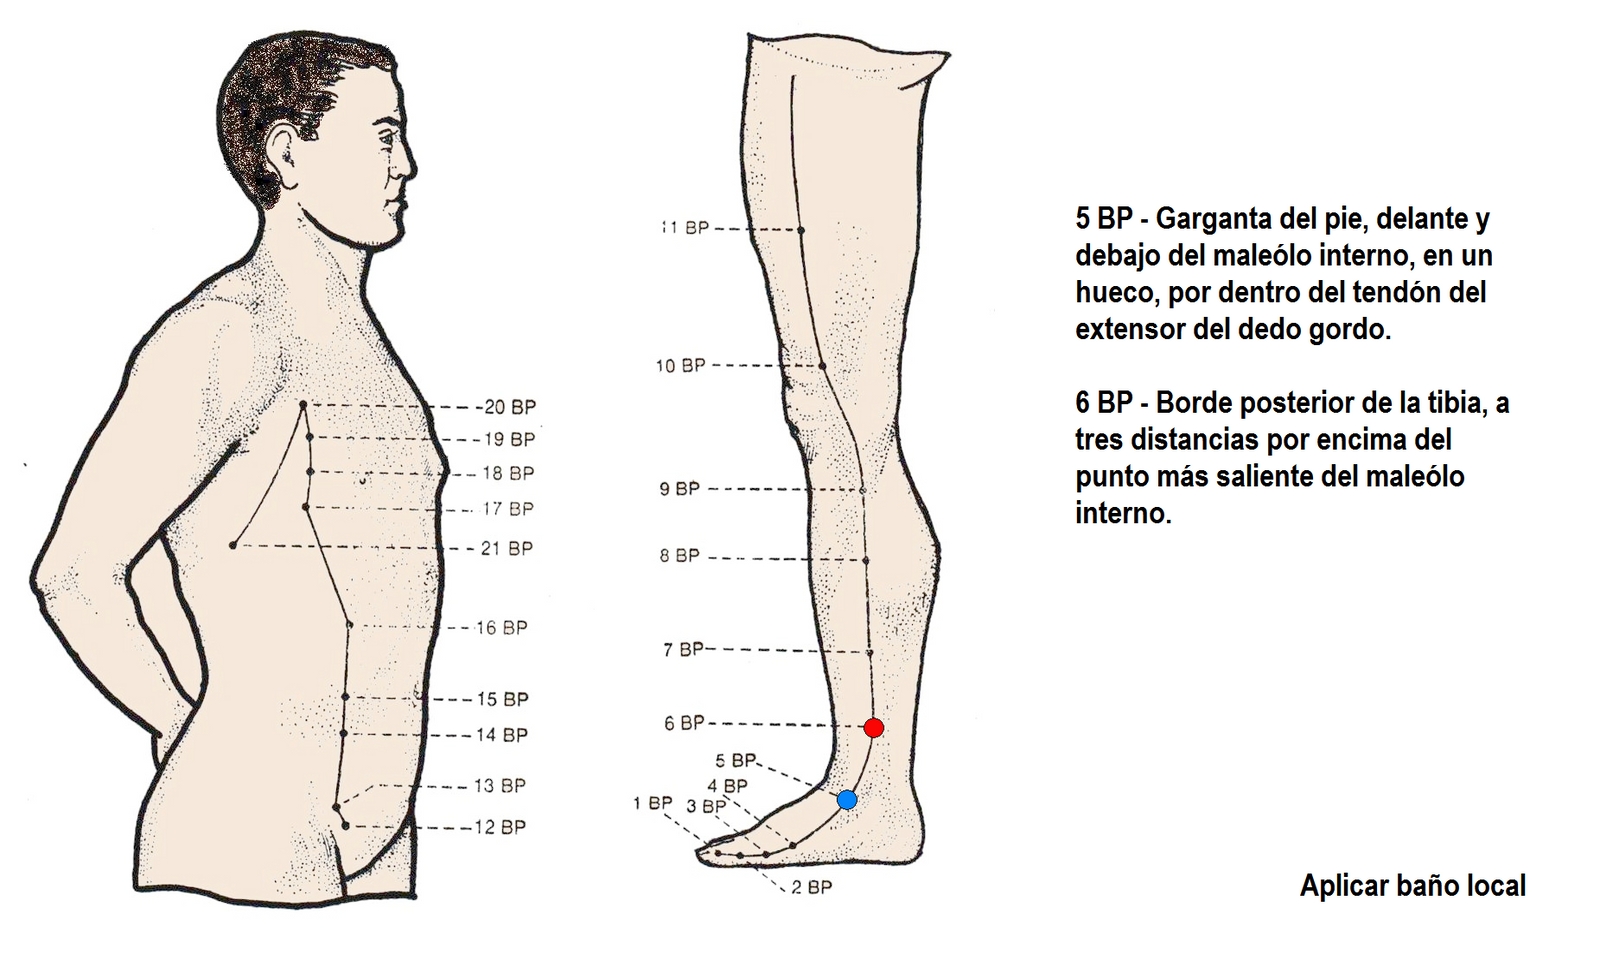 20 BP
19 BP
18 BP
17 BP
21 BP
16 BP
15 BP
14 BP
13 BP
12 BP
11 BP
10 BP
9 BP
8 BP
7 BP
6 BP
5 BP
4 BP
1 BP 3 BP
2 BP
5 BP - Garganta del pie, delante y
debajo del maleólo interno, en un
hueco, por dentro del tendón del
extensor del dedo gordo.
6 BP - Borde posterior de la tibia, a
tres distancias por encima del
punto más saliente del maleólo
interno.
Aplicar baño local